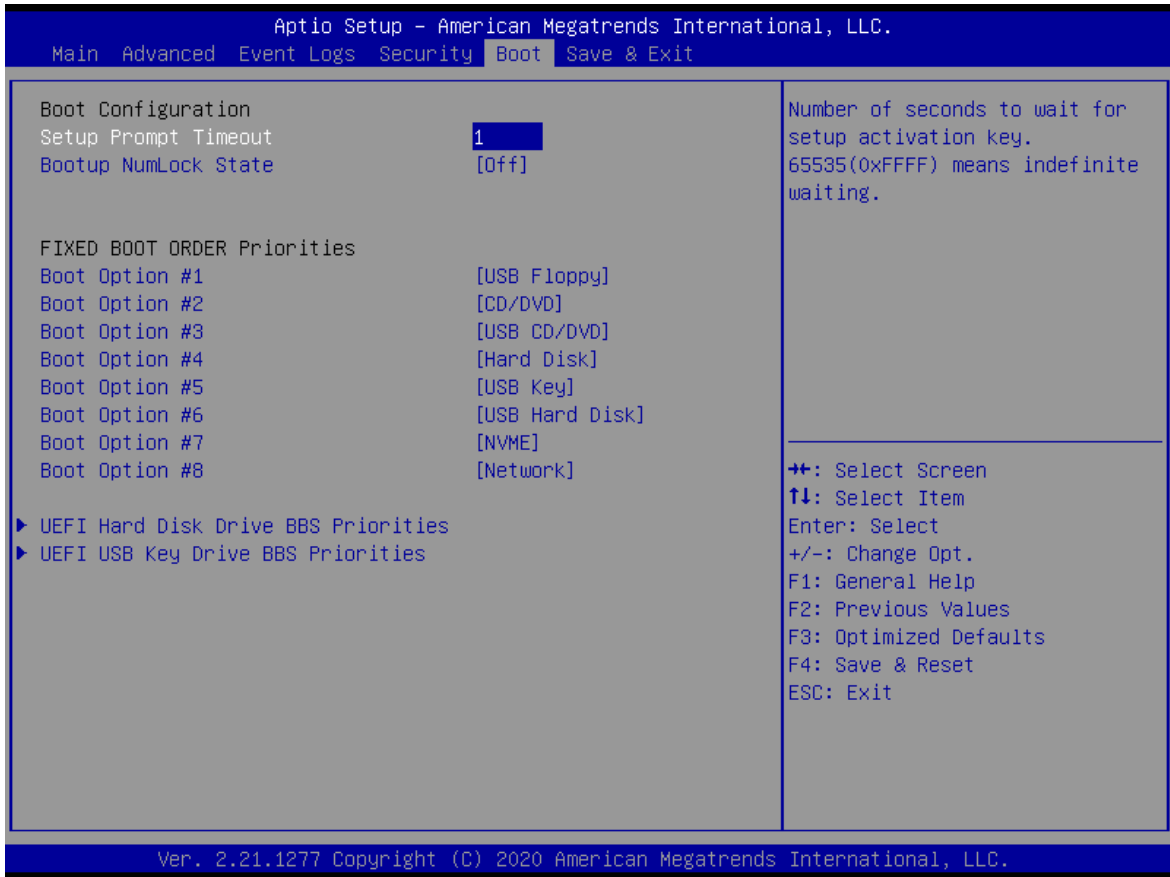 Aptio Setup – American Megatrends International, LLC.
Main Advanced Event Logs Security Boot Save & Exit
Boot Configuration
Setup Prompt Timeout 1
Bootup NumLock State [Off]
FIXED BOOT ORDER Priorities
Boot Option #1 [USB Floppy]
Boot Option #2 [CD/DVD]
Boot Option #3 [USB CD/DVD]
Boot Option #4 [Hard Disk]
Boot Option #5 [USB Key]
Boot Option #6 [USB Hard Disk]
Boot Option #7 [NVME]
Boot Option #8 [Network]
UEFI Hard Disk Drive BBS Priorities
UEFI USB Key Drive BBS Priorities
Number of seconds to wait for
setup activation key.
65535(0xFFFF) means indefinite
waiting.
→←: Select Screen
↑↓: Select Item
Enter: Select
+/-: Change Opt.
F1: General Help
F2: Previous Values
F3: Optimized Defaults
F4: Save & Reset
ESC: Exit
Ver. 2.21.1277 Copyright (C) 2020 American Megatrends International, LLC.